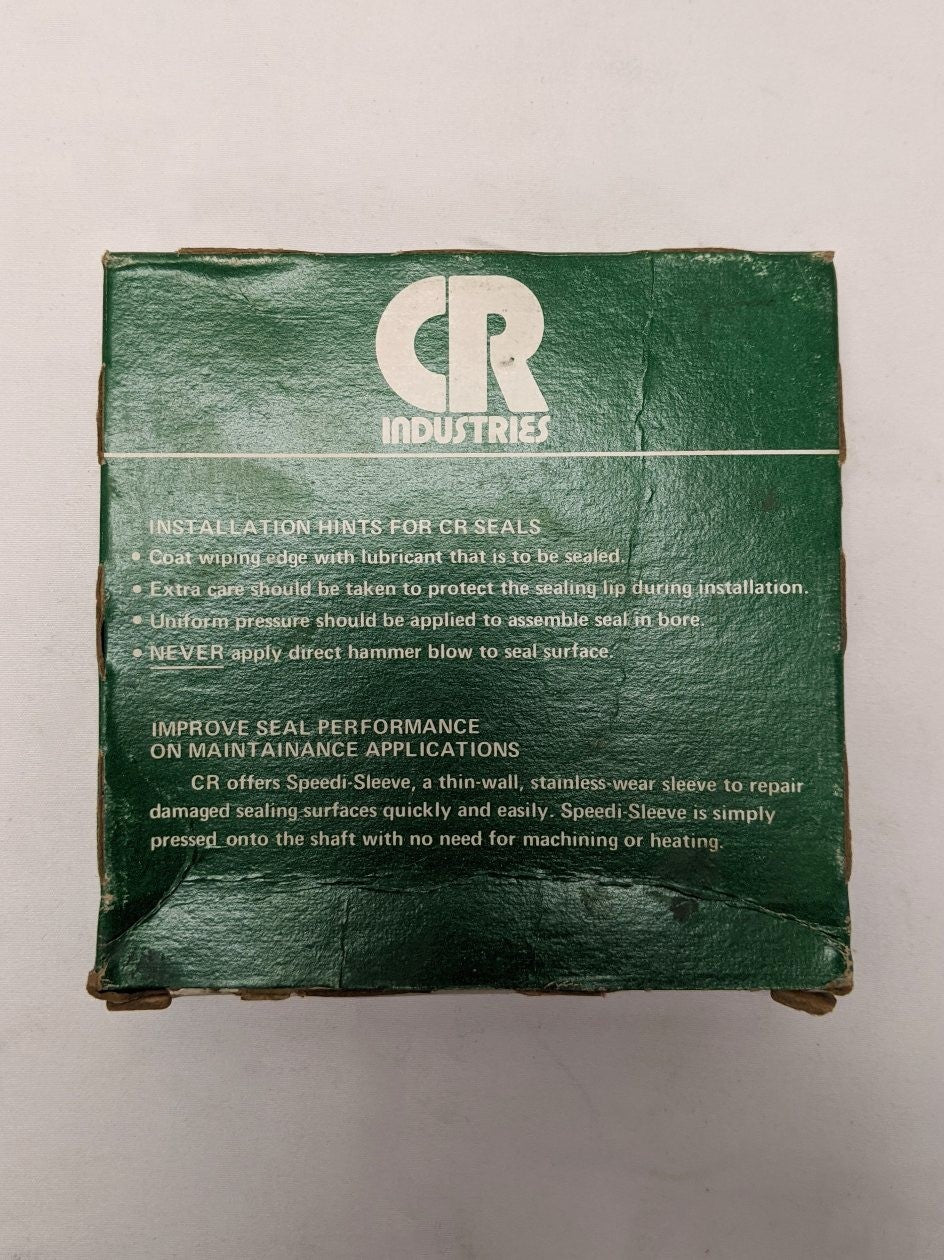 CR
INDUSTRIES
INSTALLATION HINTS FOR CR SEALS
• Coat wiping edge with lubricant that is to be sealed.
• Extra care should be taken to protect the sealing lip during installation.
• Uniform pressure should be applied to assemble seal in bore.
• NEVER apply direct hammer blow to seal surface.
IMPROVE SEAL PERFORMANCE
ON MAINTAINANCE APPLICATIONS
CR offers Speedi-Sleeve, a thin-wall, stainless-wear sleeve to repair
damaged sealing surfaces quickly and easily. Speedi-Sleeve is simply
pressed onto the shaft with no need for machining or heating.